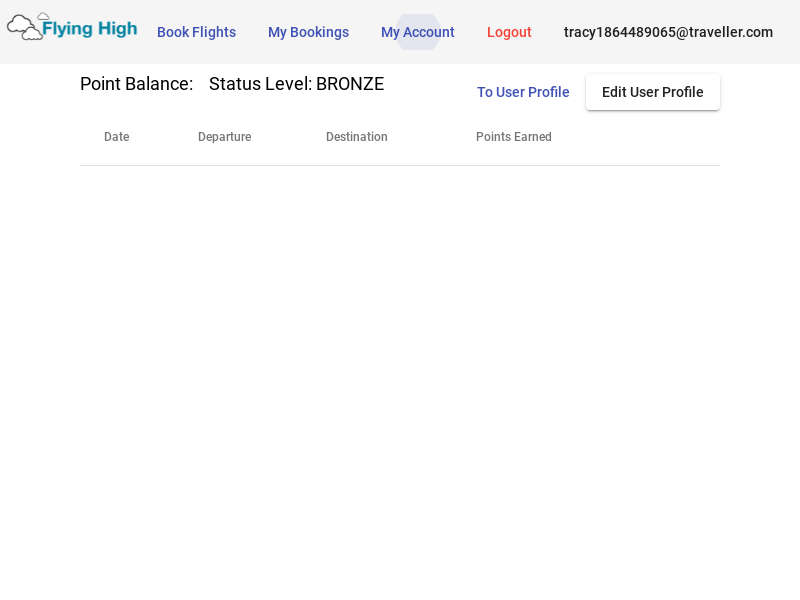 Flying High Book Flights My Bookings My Account Logout tracy1864489065@traveller.com
Point Balance: Status Level: BRONZE To User Profile Edit User Profile
Date Departure Destination Points Earned